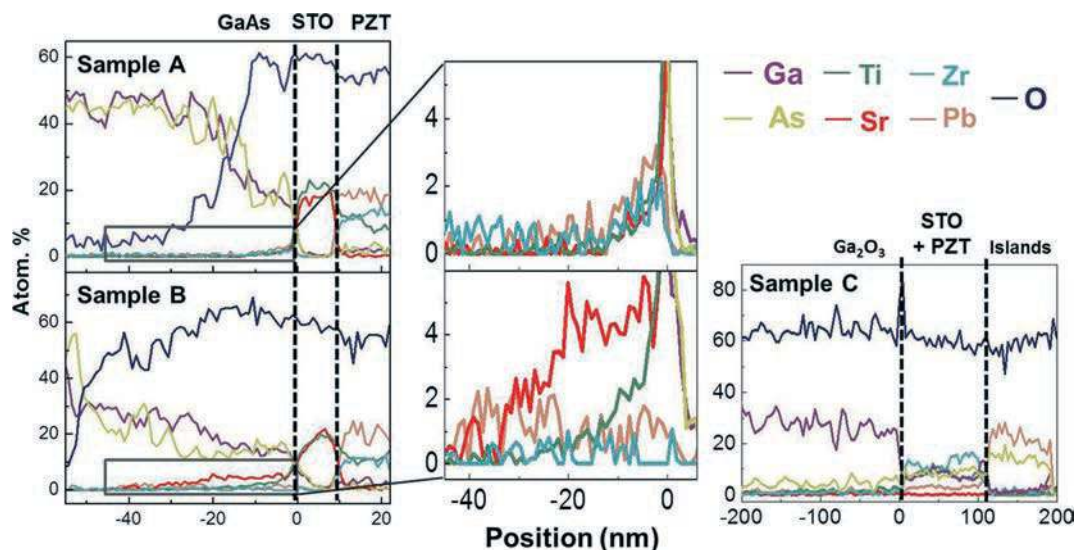 GaAs STO PZT
Sample A
60
40
20
0
Atom. %
Sample B
60
40
20
0
-40 -20 0 20
4
2
0
4
2
0
-40 -20 0
Position (nm)
Ga Ti Zr O
As Sr Pb
STO
Ga₂O₃ + PZT Islands
Sample C
80
60
40
20
0
-200 -100 0 100 200